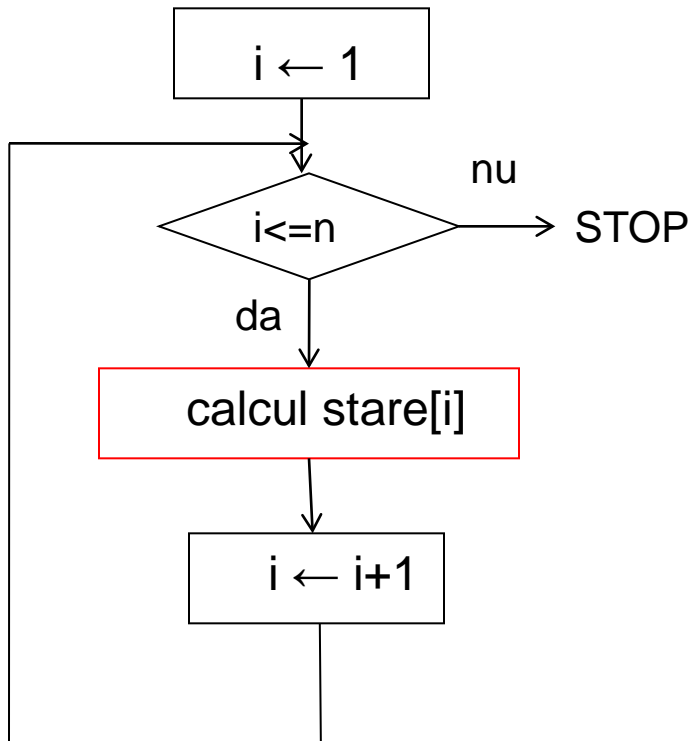 i ← 1
nu
i<=n
STOP
da
calcul stare[i]
i ← i+1